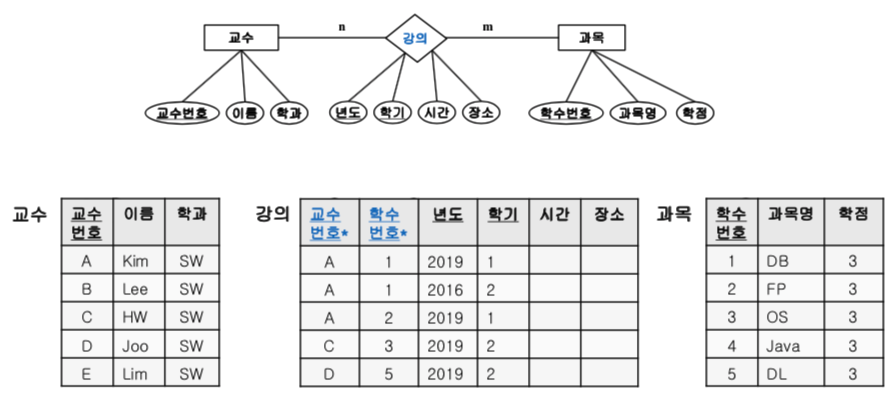 n m
교수 강의 과목
교수번호 이름 학과 년도 학기 시간 장소 학수번호 과목명 학점
교수
교수 번호 이름 학과
A Kim SW
B Lee SW
C HW SW
D Joo SW
E Lim SW
강의
교수 번호* 학수 번호* 년도 학기 시간 장소
A 1 2019 1
A 1 2016 2
A 2 2019 1
C 3 2019 2
D 5 2019 2
과목
학수 번호 과목명 학점
1 DB 3
2 FP 3
3 OS 3
4 Java 3
5 DL 3